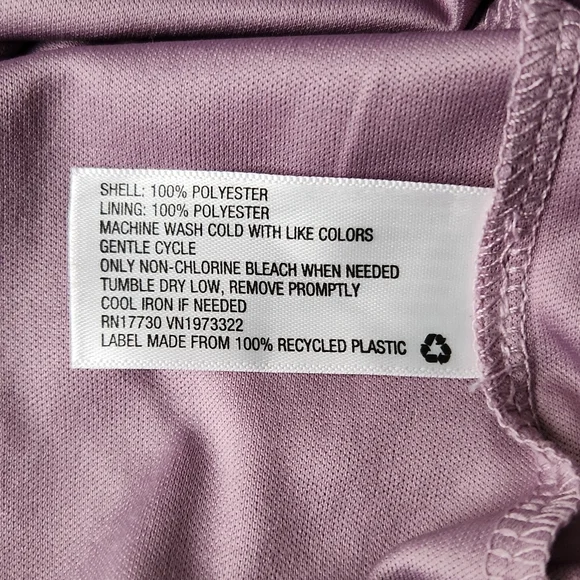 SHELL: 100% POLYESTER
LINING: 100% POLYESTER
MACHINE WASH COLD WITH LIKE COLORS
GENTLE CYCLE
ONLY NON-CHLORINE BLEACH WHEN NEEDED
TUMBLE DRY LOW, REMOVE PROMPTLY
COOL IRON IF NEEDED
RN17730 VN1973322
LABEL MADE FROM 100% RECYCLED PLASTIC